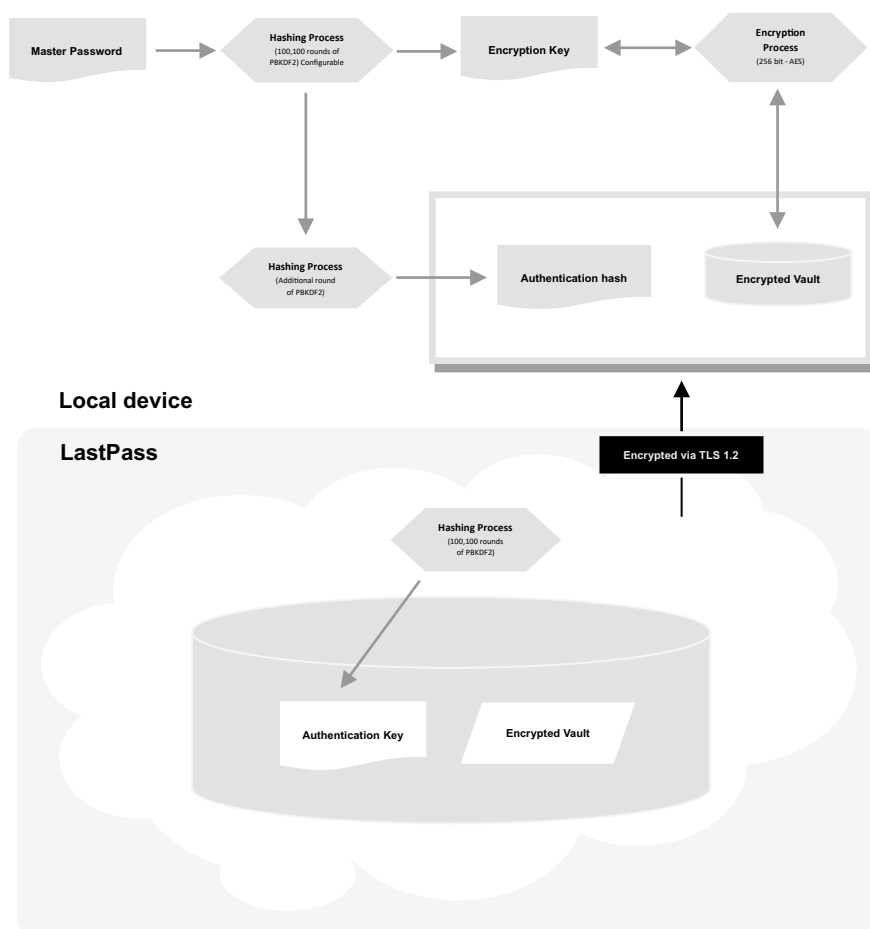 Master Password
Hashing Process
(100,100 rounds of
PBKDF2) Configurable
Encryption Key
Encryption
Process
(256 bit - AES)
Hashing Process
(Additional round
of PBKDF2)
Authentication hash
Encrypted Vault
Local device
LastPass
Encrypted via TLS 1.2
Hashing Process
(100,100 rounds
of PBKDF2)
Authentication Key
Encrypted Vault